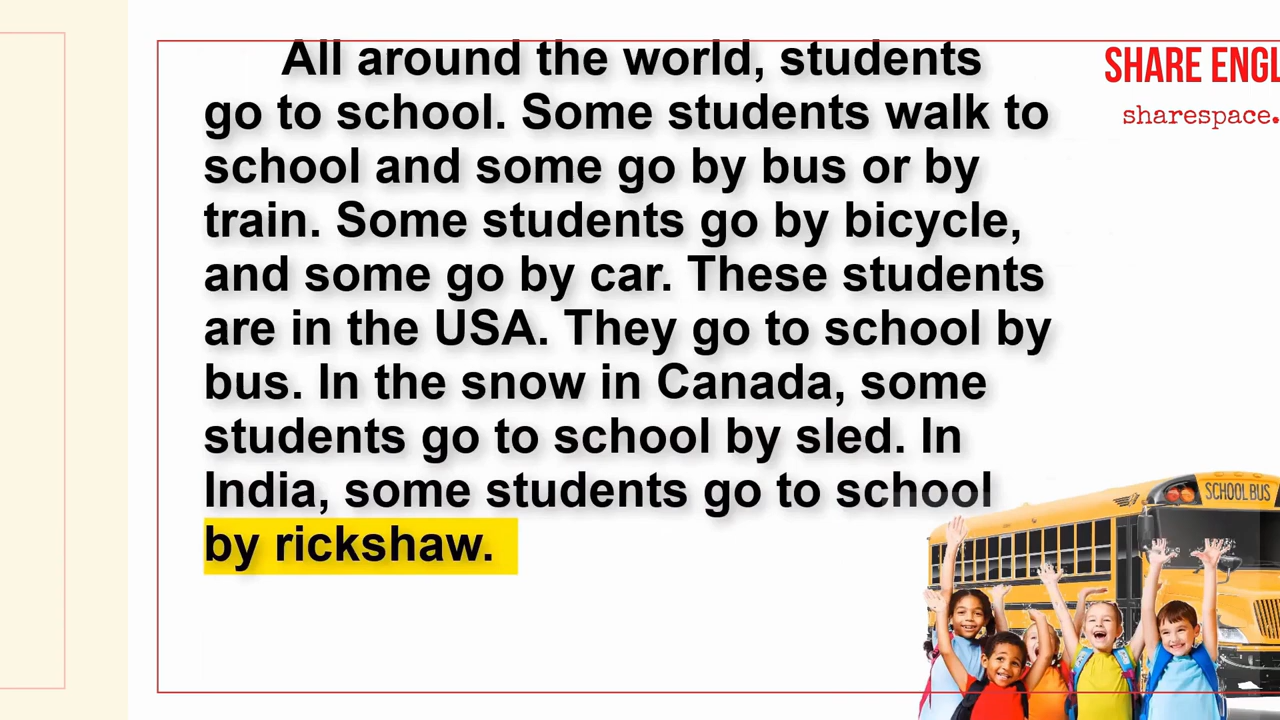 All around the world, students
go to school. Some students walk to
school and some go by bus or by
train. Some students go by bicycle,
and some go by car. These students
are in the USA. They go to school by
bus. In the snow in Canada, some
students go to school by sled. In
India, some students go to school
by rickshaw.
SHARE ENGL
sharespace.
SCHOOL BUS